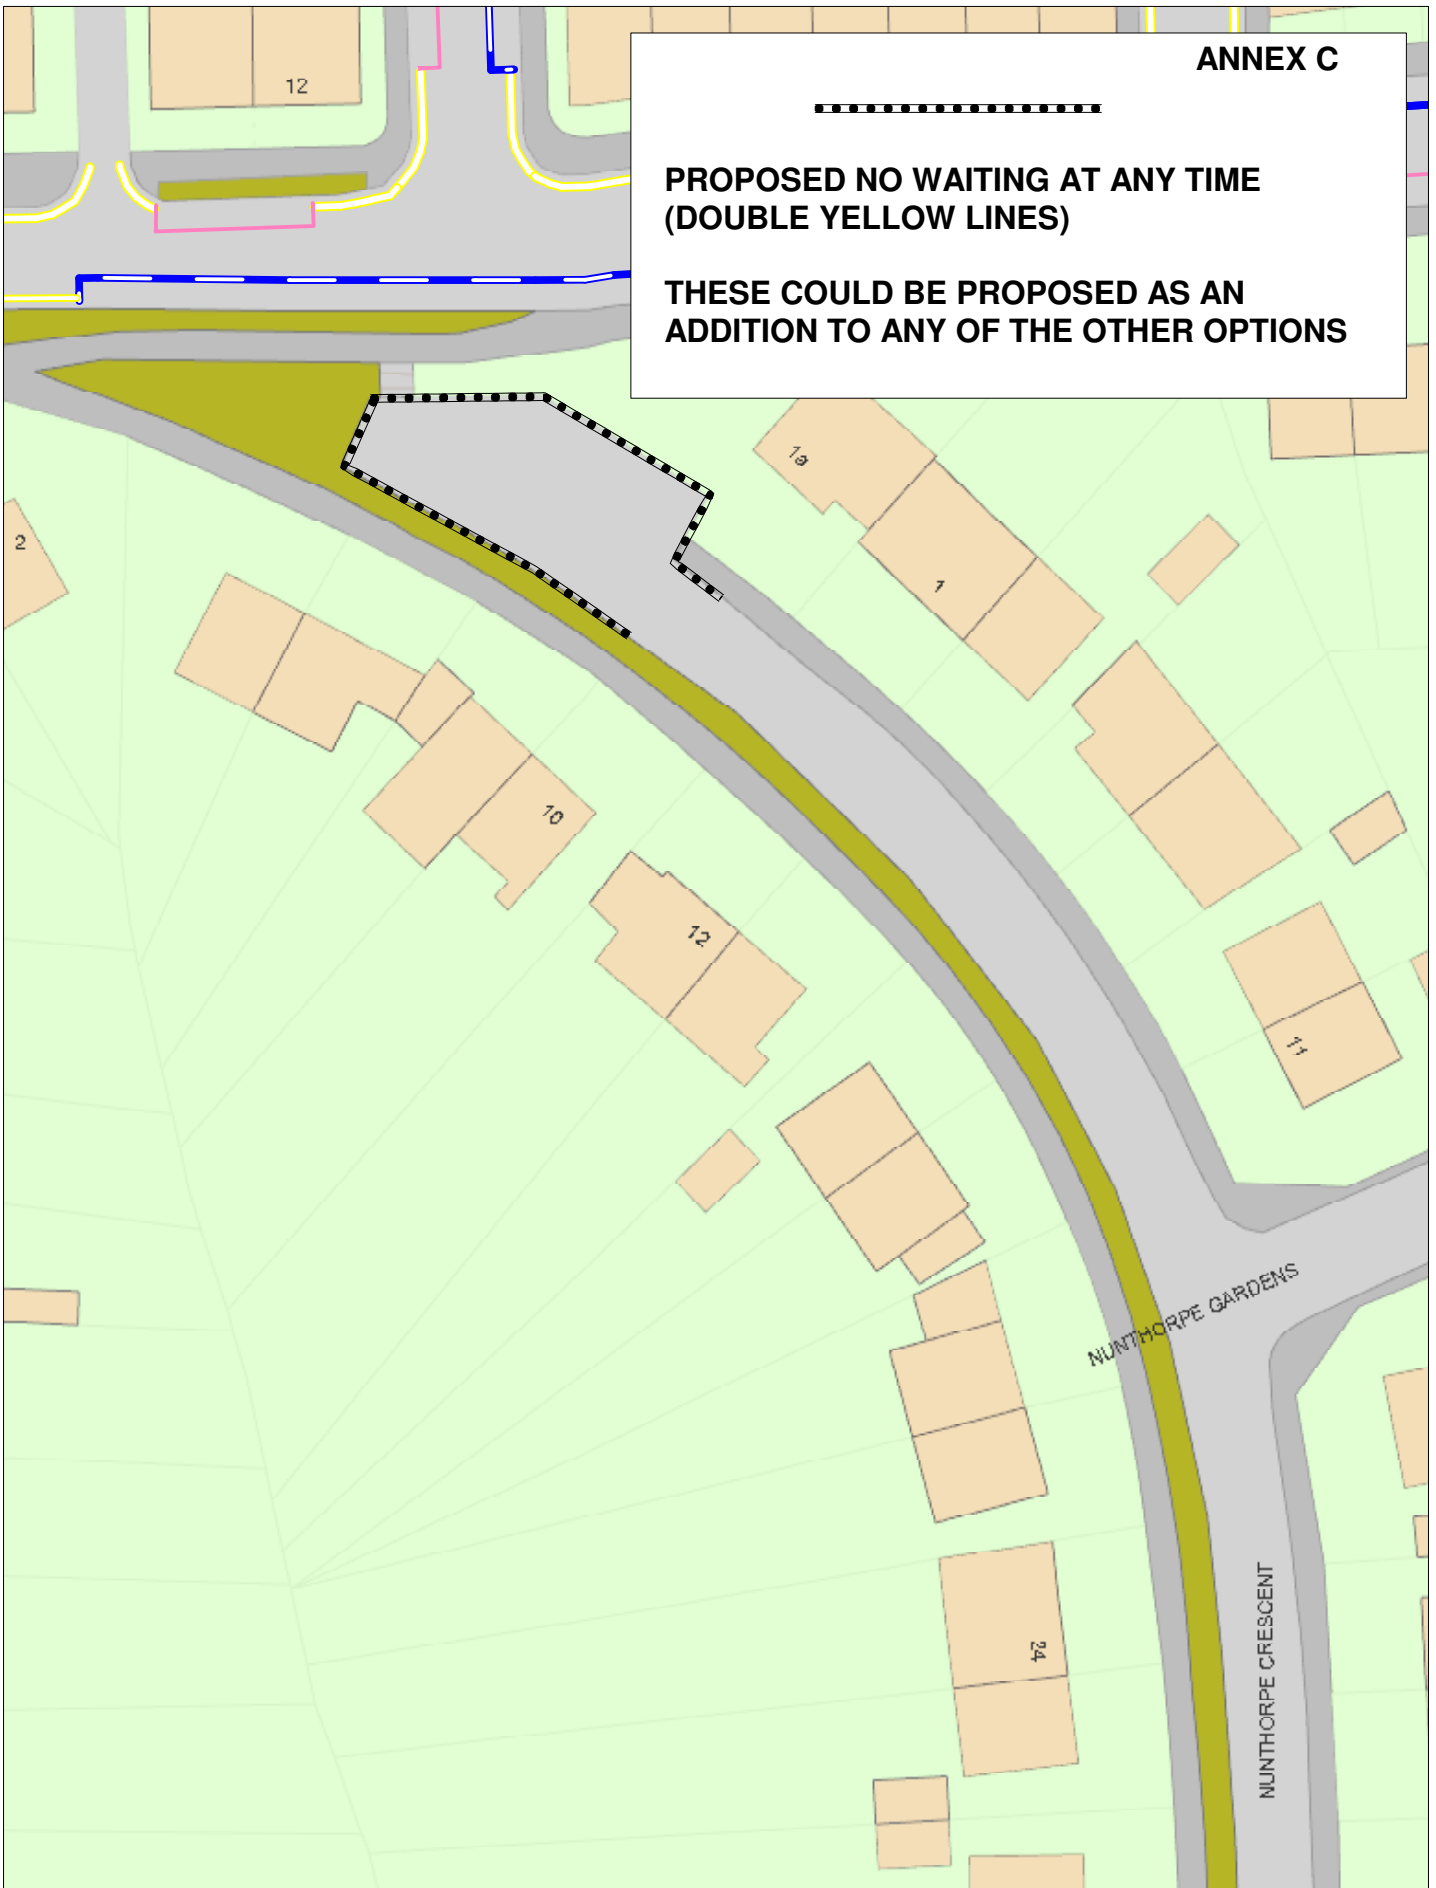 ANNEX C
PROPOSED NO WAITING AT ANY TIME
(DOUBLE YELLOW LINES)
THESE COULD BE PROPOSED AS AN
ADDITION TO ANY OF THE OTHER OPTIONS
12
1a
2
1
10
12
11
NUNTHORPE GARDENS
24
NUNTHORPE CRESCENT